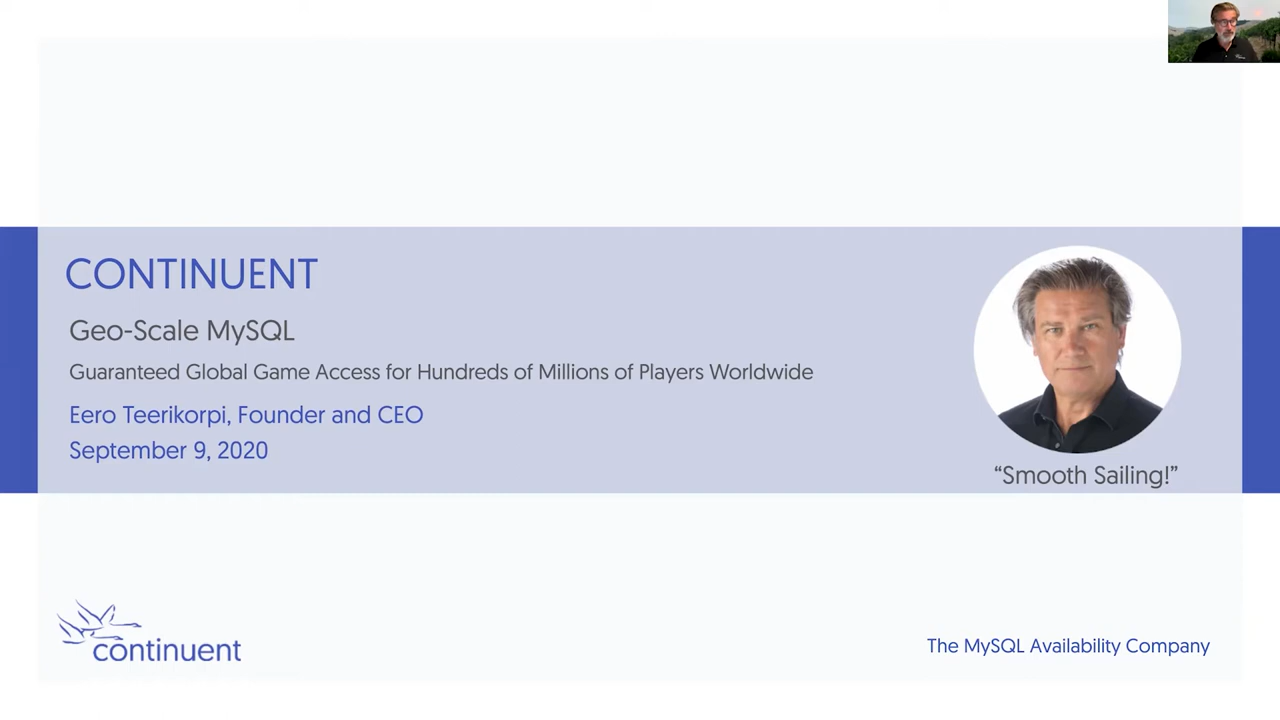 CONTINUENT
Geo-Scale MySQL
Guaranteed Global Game Access for Hundreds of Millions of Players Worldwide
Eero Teerikorpi, Founder and CEO
September 9, 2020
“Smooth Sailing!”
continuent
The MySQL Availability Company